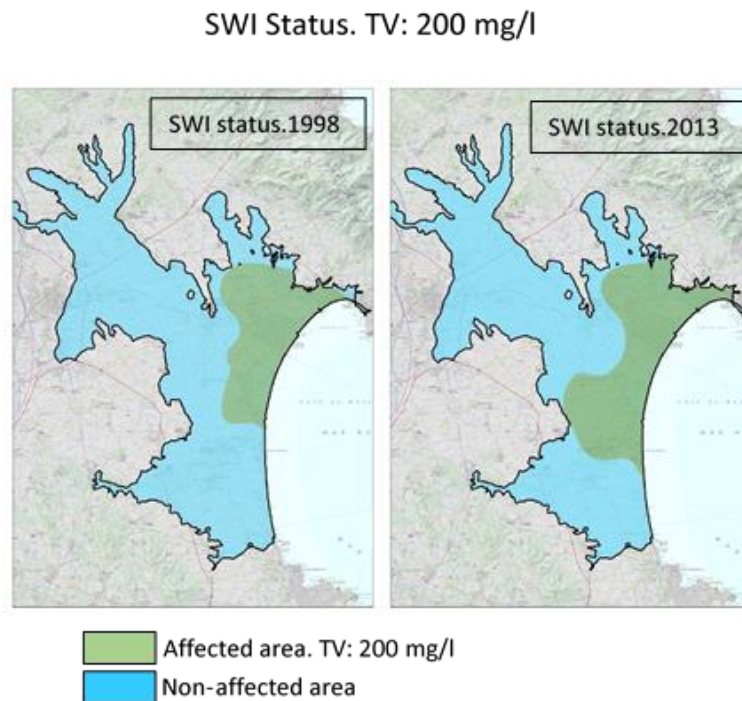 SWI Status. TV: 200 mg/l
SWI status.1998
SWI status.2013
Affected area. TV: 200 mg/l
Non-affected area